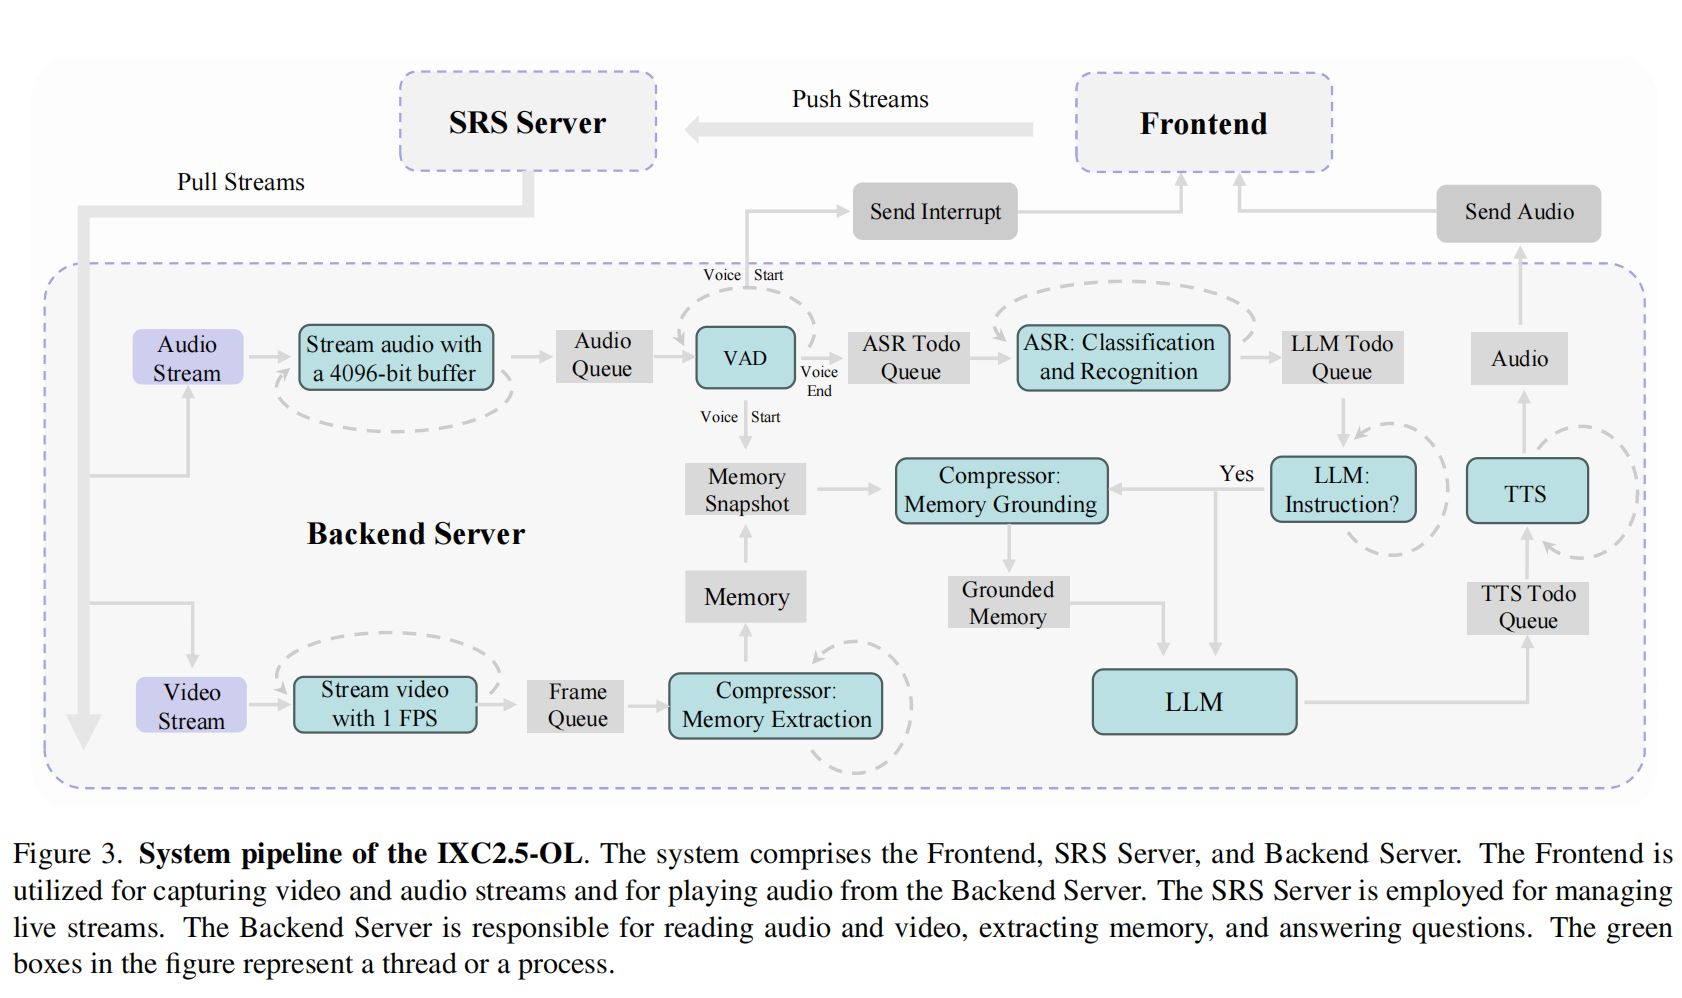 SRS Server
Push Streams
Frontend
Pull Streams
Send Interrupt
Send Audio
Voice Start
Audio
Stream
Stream audio with
a 4096-bit buffer
Audio
Queue
VAD
Voice
End
ASR Todo
Queue
ASR: Classification
and Recognition
LLM Todo
Queue
Audio
Voice Start
Memory
Snapshot
Compressor:
Memory Grounding
Yes
LLM:
Instruction?
TTS
Backend Server
Memory
Grounded
Memory
TTS Todo
Queue
Video
Stream
Stream video
with 1 FPS
Frame
Queue
Compressor:
Memory Extraction
LLM
Figure 3. System pipeline of the IXC2.5-OL. The system comprises the Frontend, SRS Server, and Backend Server. The Frontend is
utilized for capturing video and audio streams and for playing audio from the Backend Server. The SRS Server is employed for managing
live streams. The Backend Server is responsible for reading audio and video, extracting memory, and answering questions. The green
boxes in the figure represent a thread or a process.